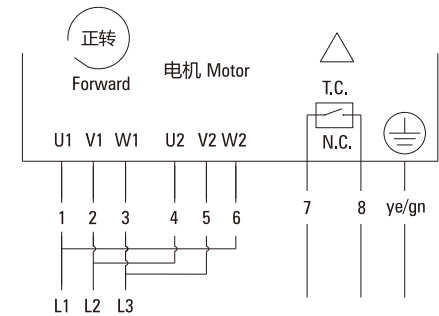 正转
Forward
电机 Motor
T.C.
N.C.
U1 V1 W1 U2 V2 W2
1 2 3 4 5 6 7 8 ye/gn
L1 L2 L3